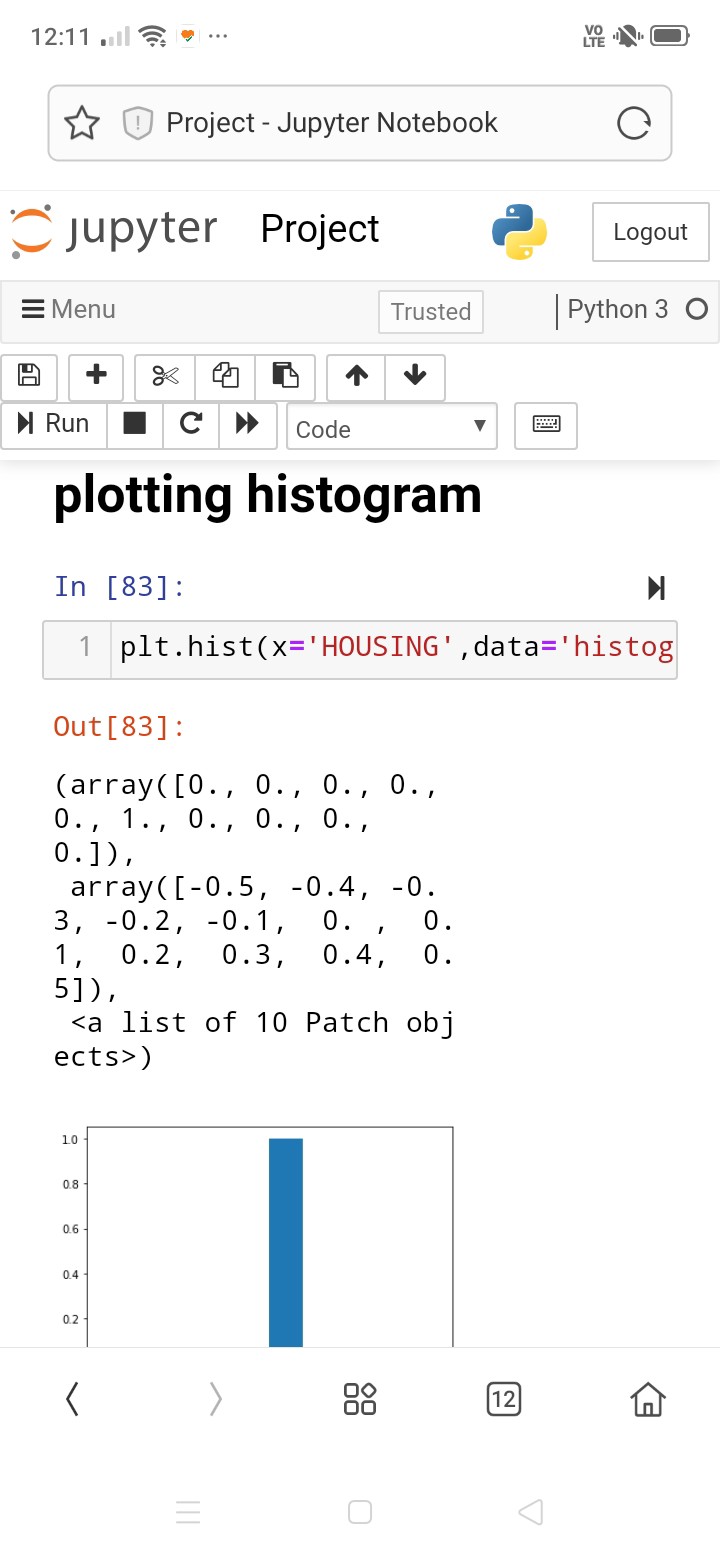 12:11 ... VO LTE
Project - Jupyter Notebook
jupyter Project Logout
Menu Trusted Python 3
Run Code
plotting histogram
In [83]:
1 plt.hist(x='HOUSING',data='histog
Out[83]:
(array([0., 0., 0., 0.,
0., 1., 0., 0., 0.,
0.]),
array([-0.5, -0.4, -0.
3, -0.2, -0.1, 0. , 0.
1, 0.2, 0.3, 0.4, 0.
5]),
<a list of 10 Patch obj
ects>)
1.0
0.8
0.6
0.4
0.2
12